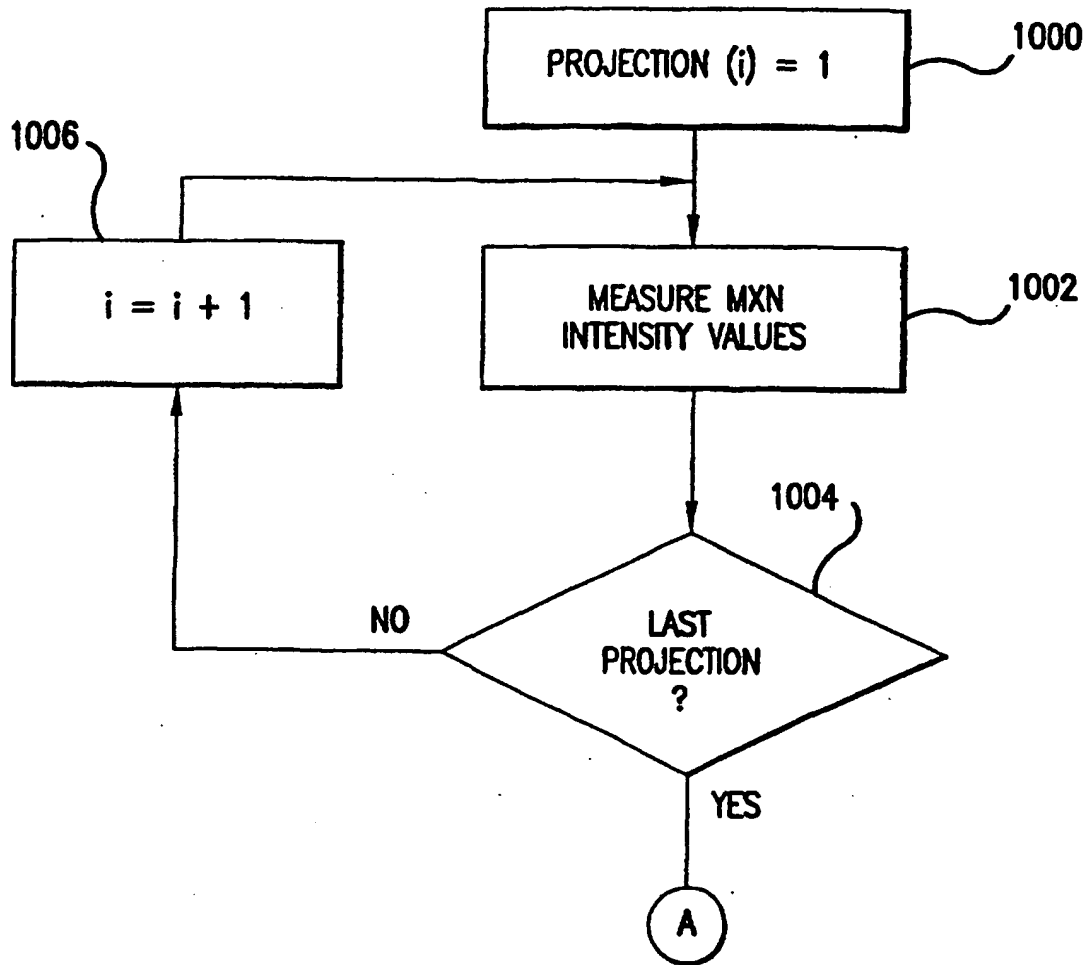 PROJECTION (i) = 1
1000
1006
i = i + 1
MEASURE MXN
INTENSITY VALUES
1002
1004
NO
LAST
PROJECTION
?
YES
A